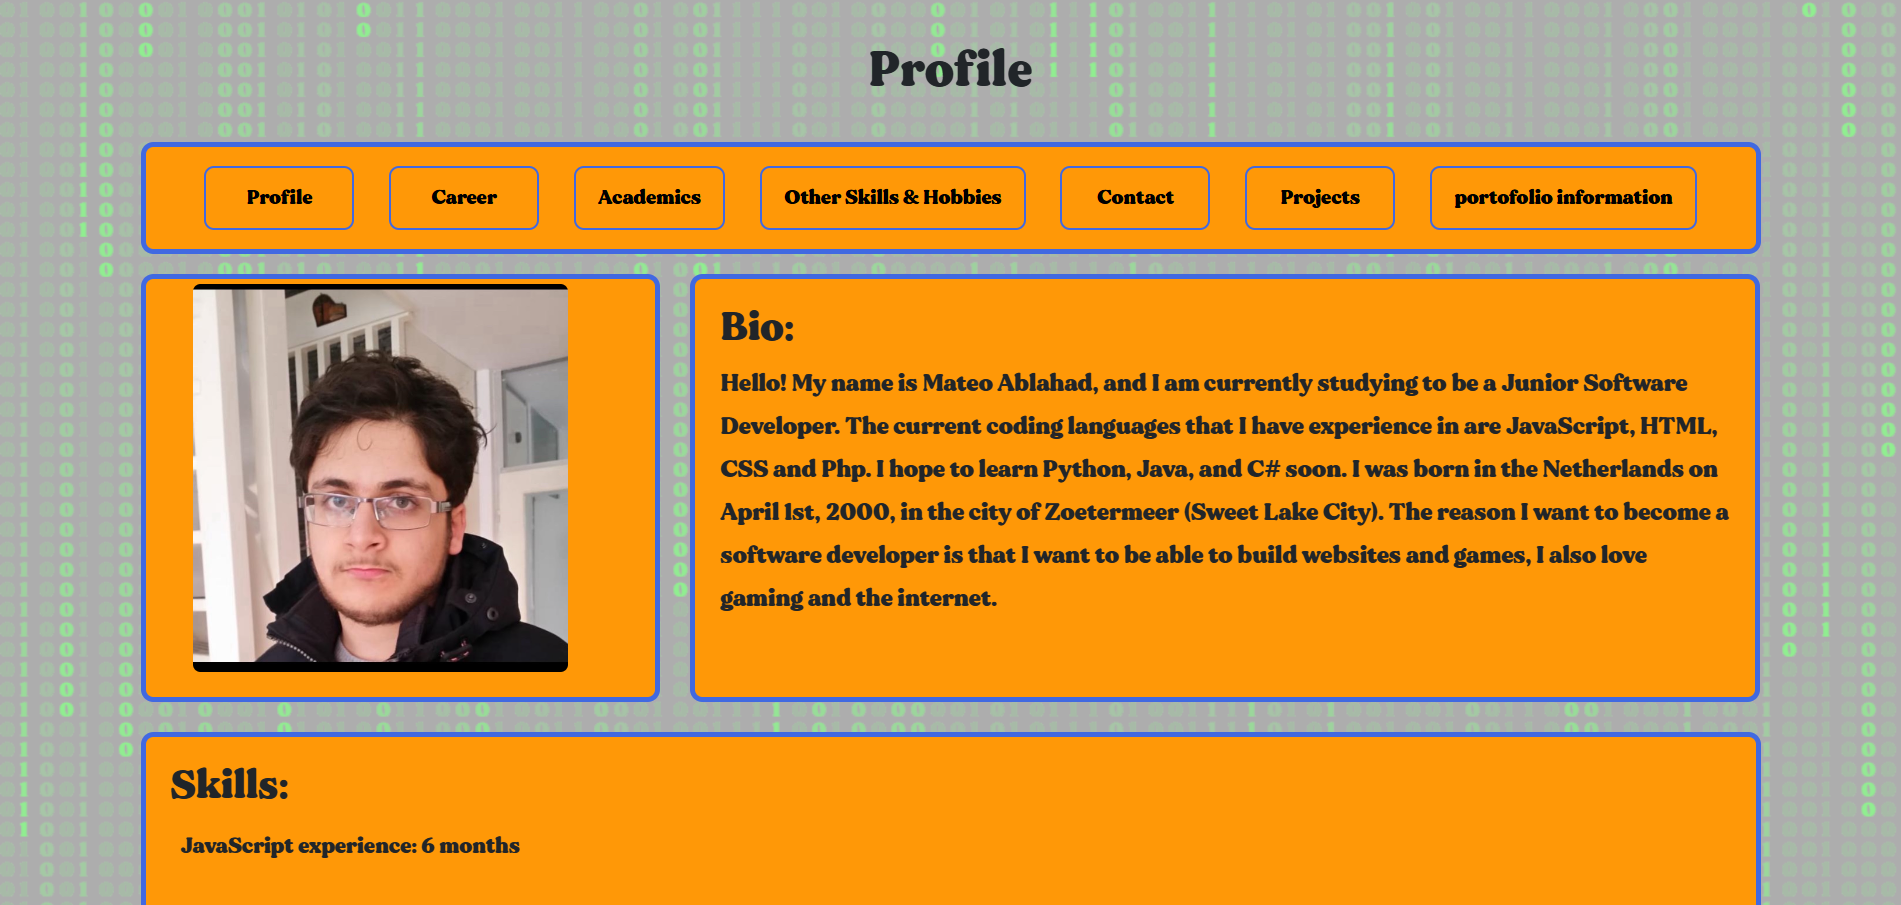 Profile
Profile Career Academics Other Skills & Hobbies Contact Projects portofolio information
Bio:
Hello! My name is Mateo Ablahad, and I am currently studying to be a Junior Software
Developer. The current coding languages that I have experience in are JavaScript, HTML,
CSS and Php. I hope to learn Python, Java, and C# soon. I was born in the Netherlands on
April 1st, 2000, in the city of Zoetermeer (Sweet Lake City). The reason I want to become a
software developer is that I want to be able to build websites and games, I also love
gaming and the internet.
Skills:
JavaScript experience: 6 months